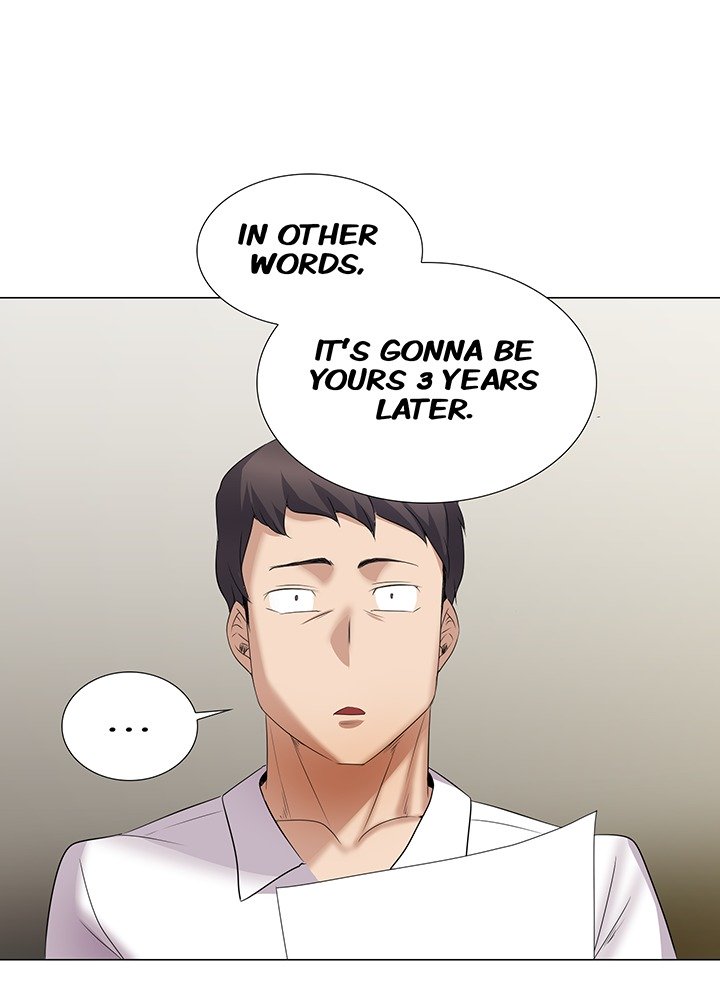 IN OTHER
WORDS,
IT'S GONNA BE
YOURS 3 YEARS
LATER.
...